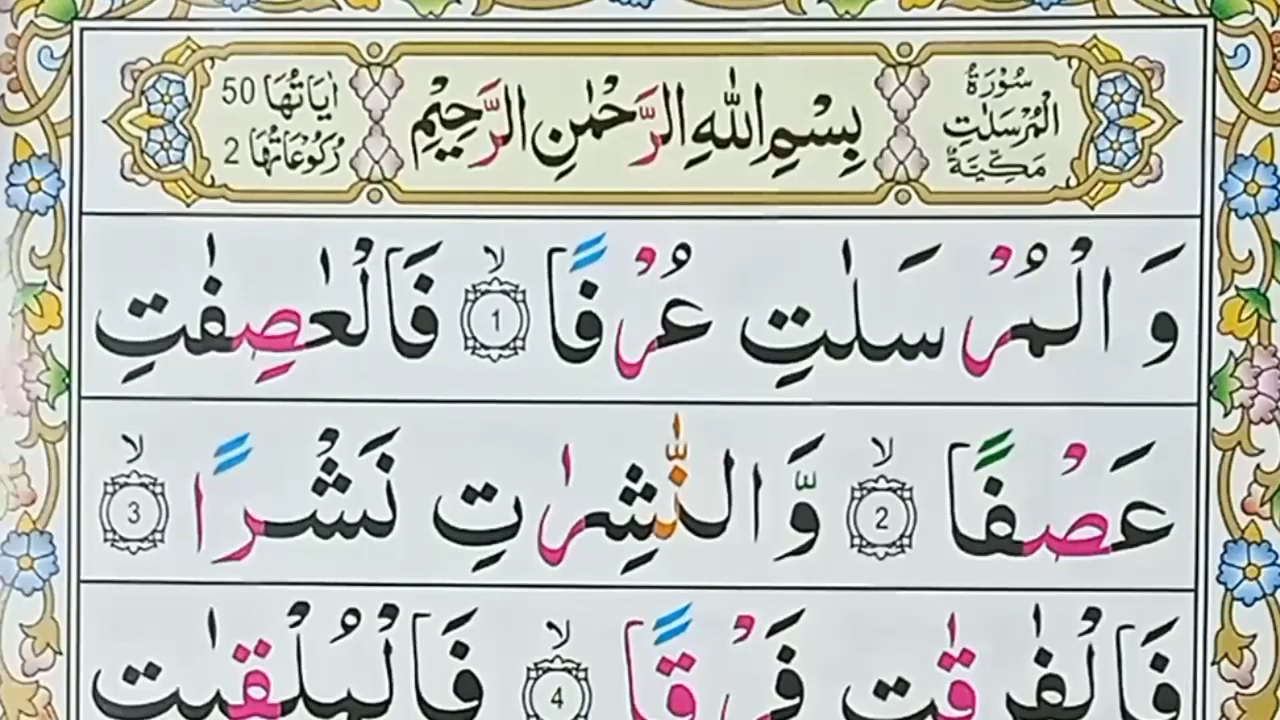 سُوْرَةُ
الْمُرْسَلٰتِ
مَكِّيَّةٌ
بِسْمِ اللّٰهِ الرَّحْمٰنِ الرَّحِيْمِ
اٰيَاتُهَا 50
رُكُوْعَاتُهَا 2
وَالْمُرْسَلٰتِ عُرْفًا ۙ 1 فَالْعٰصِفٰتِ
عَصْفًا ۙ 2 وَّالنّٰشِرٰتِ نَشْرًا ۙ 3
فَالْفٰرِقٰتِ فَرْقًا ۙ 4 فَالْمُلْقِيٰتِ